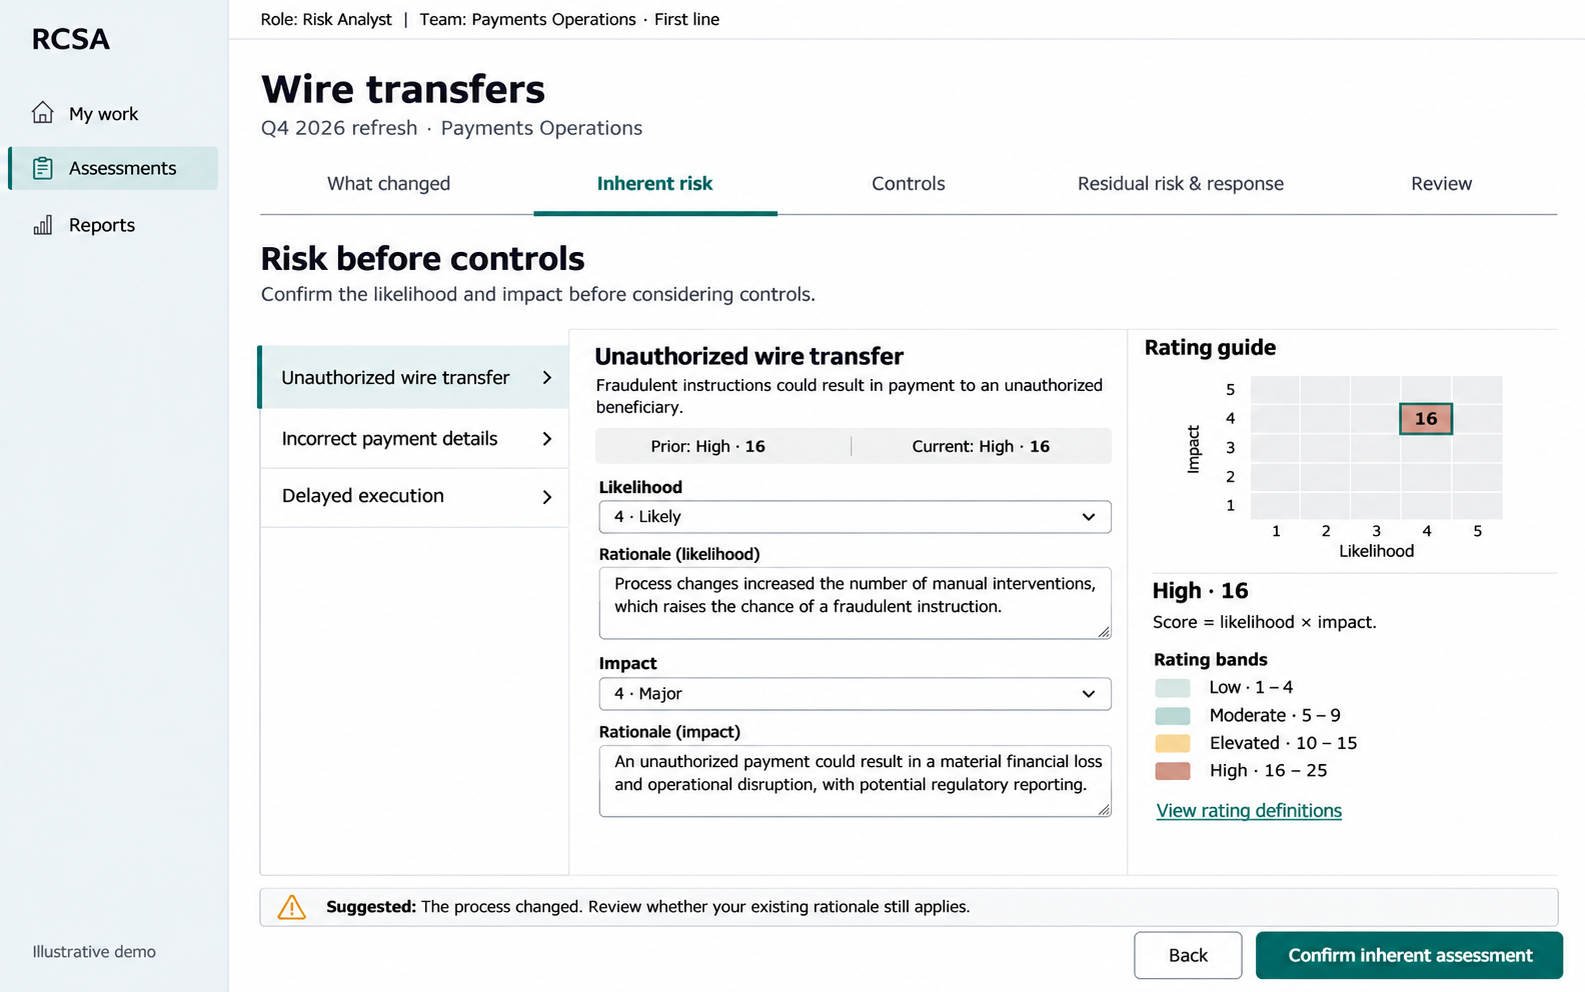 RCSA
My work
Assessments
Reports
Illustrative demo
Role: Risk Analyst | Team: Payments Operations · First line
Wire transfers
Q4 2026 refresh · Payments Operations
What changed
Inherent risk
Controls
Residual risk & response
Review
Risk before controls
Confirm the likelihood and impact before considering controls.
Unauthorized wire transfer
Incorrect payment details
Delayed execution
Unauthorized wire transfer
Fraudulent instructions could result in payment to an unauthorized
beneficiary.
Prior: High · 16
Current: High · 16
Likelihood
4 · Likely
Rationale (likelihood)
Process changes increased the number of manual interventions,
which raises the chance of a fraudulent instruction.
Impact
4 · Major
Rationale (impact)
An unauthorized payment could result in a material financial loss
and operational disruption, with potential regulatory reporting.
Rating guide
Impact
5
4
3
2
1
16
1 2 3 4 5
Likelihood
High · 16
Score = likelihood × impact.
Rating bands
Low · 1 – 4
Moderate · 5 – 9
Elevated · 10 – 15
High · 16 – 25
View rating definitions
Suggested: The process changed. Review whether your existing rationale still applies.
Back
Confirm inherent assessment